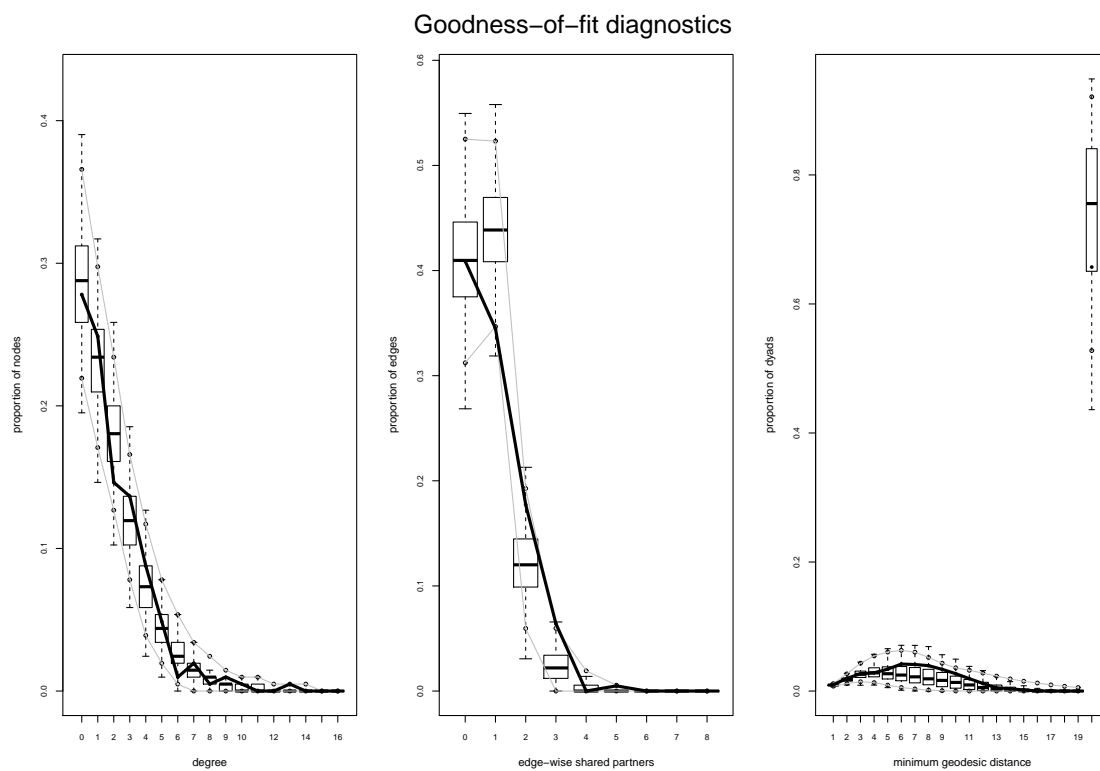 Goodness−of−fit diagnostics
proportion of nodes
0.0
0.1
0.2
0.3
0.4
0 1 2 3 4 5 6 7 8 9 10 12 14 16
degree
proportion of edges
0.0
0.1
0.2
0.3
0.4
0.5
0.6
0 1 2 3 4 5 6 7 8
edge−wise shared partners
proportion of dyads
0.0
0.2
0.4
0.6
0.8
1 2 3 4 5 6 7 8 9 11 13 15 17 19
minimum geodesic distance